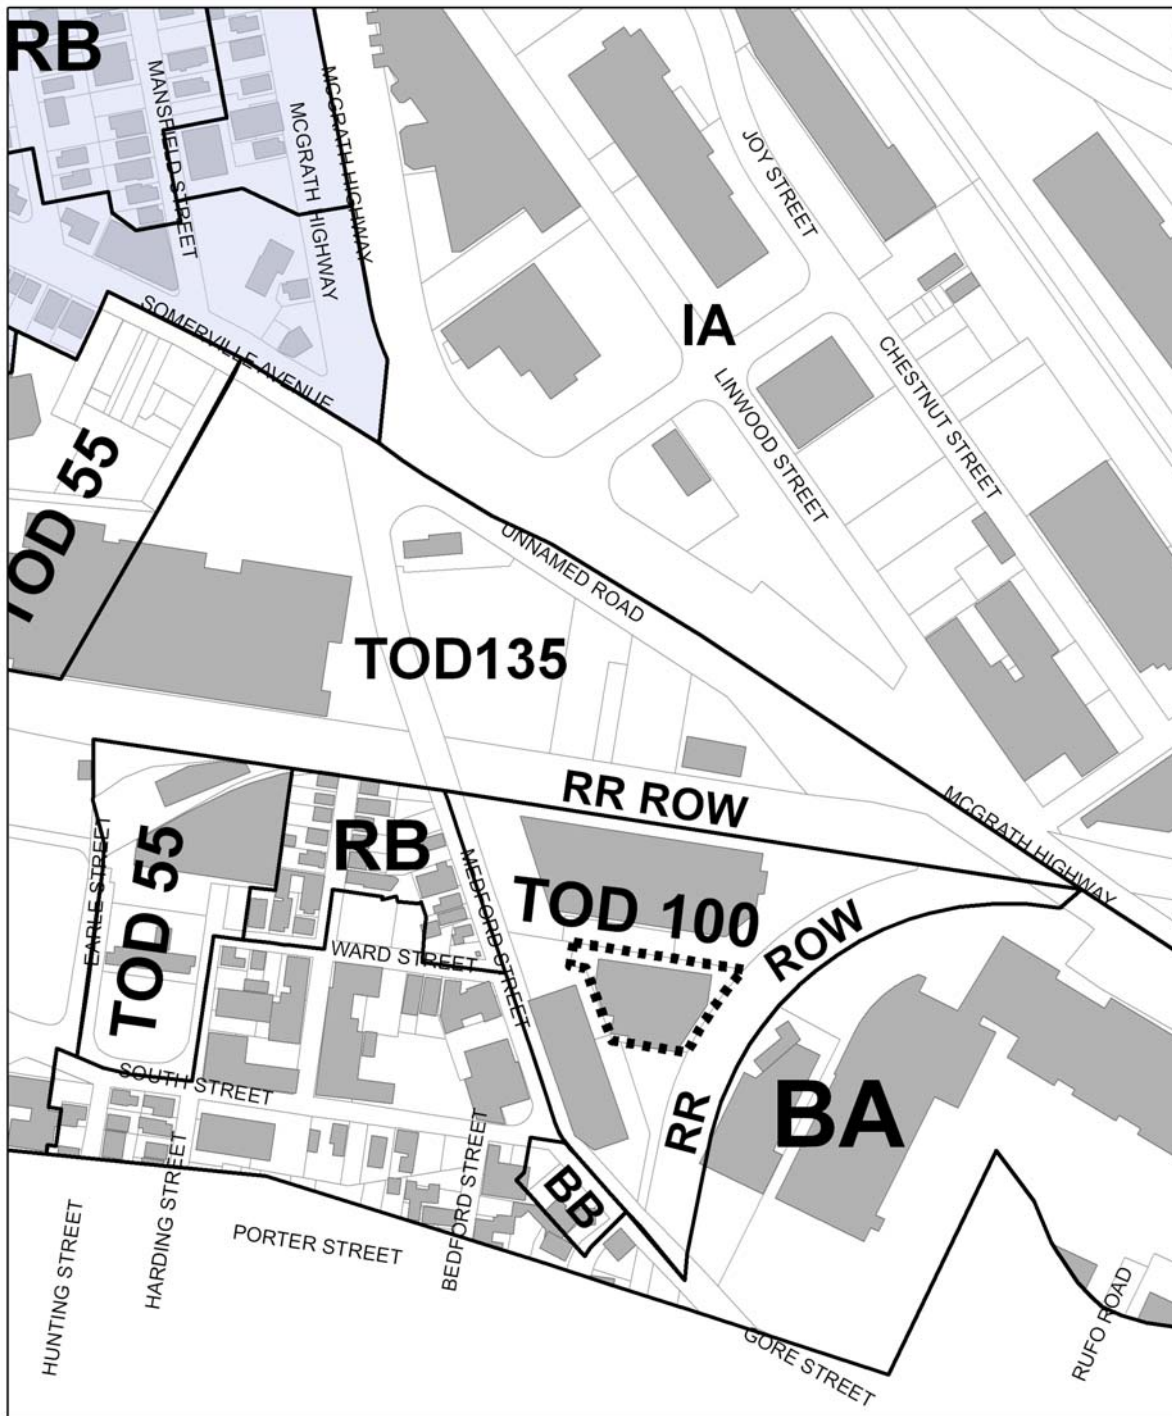 RB
MANSFIELD STREET
MCGRATH HIGHWAY
MCGRATH HIGHWAY
JOY STREET
SOMERVILLE AVENUE
IA
CHESTNUT STREET
LINWOOD STREET
TOD 55
UNNAMED ROAD
TOD135
RR ROW
MCGRATH HIGHWAY
RB
TOD 55
EARLE STREET
MEDFORD STREET
TOD 100
WARD STREET
RR ROW
SOUTH STREET
BA
BB
BEDFORD STREET
HARDING STREET
HUNTING STREET
PORTER STREET
GORE STREET
RUFO ROAD